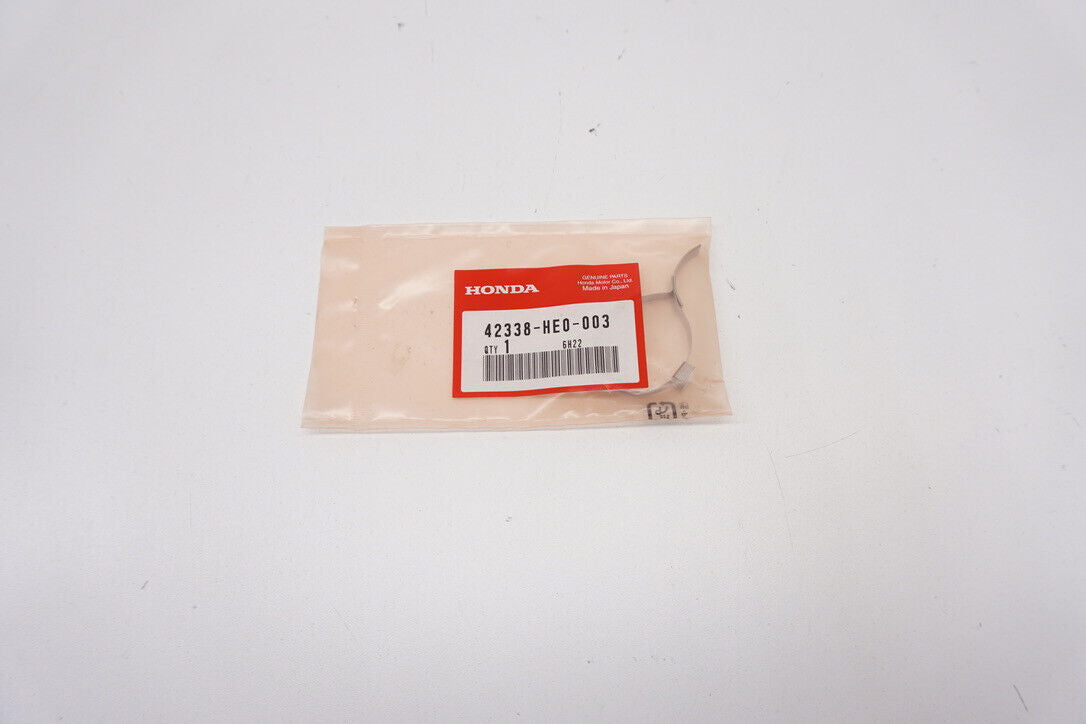 HONDA
GENUINE PARTS
Honda Motor Co., Ltd.
Made in Japan
42338-HE0-003
QTY 1 6H22